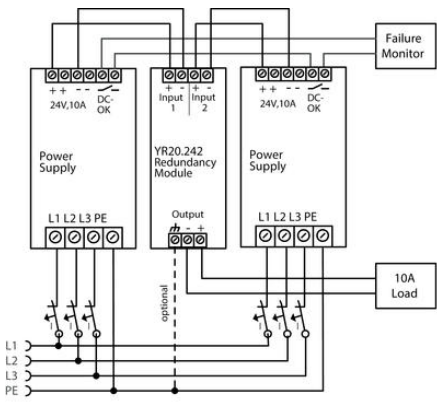 Failure
Monitor
+ + - -
24V,10A
DC-
OK
+ - + -
Input
1
Input
2
+ + - -
24V,10A
DC-
OK
Power
Supply
YR20.242
Redundancy
Module
Power
Supply
L1 L2 L3 PE
Output
- +
L1 L2 L3 PE
optional
10A
Load
I
I
I
I
I
I
L1
L2
L3
PE